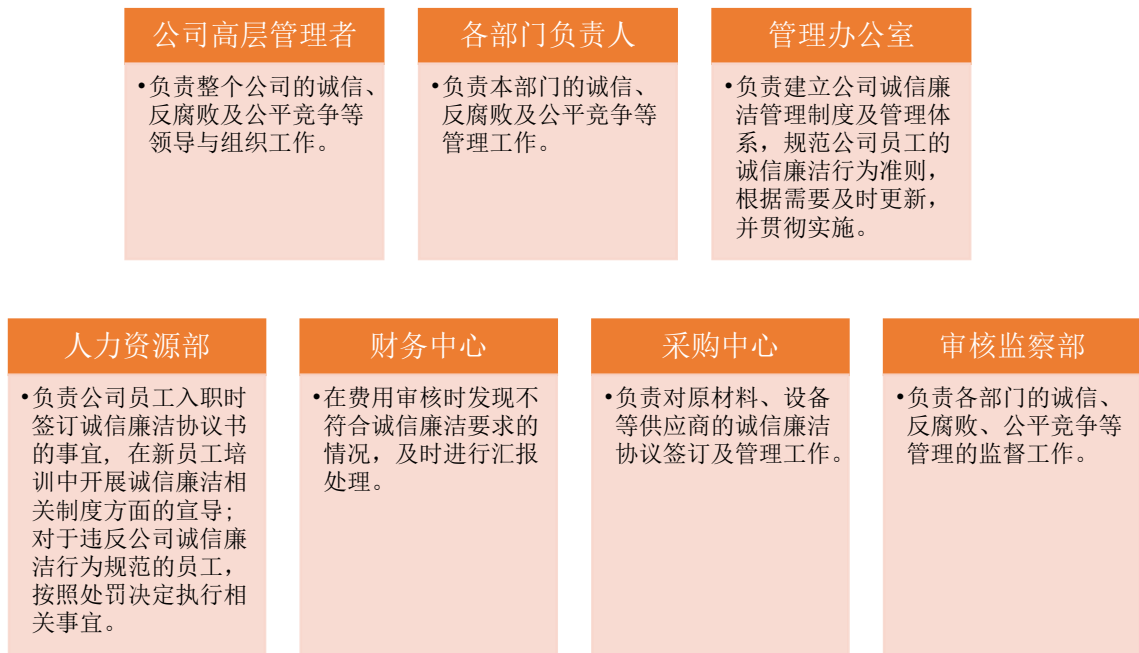 公司高层管理者
•负责整个公司的诚信、
反腐败及公平竞争等
领导与组织工作。
各部门负责人
•负责本部门的诚信、
反腐败及公平竞争等
管理工作。
管理办公室
•负责建立公司诚信廉
洁管理制度及管理体
系，规范公司员工的
诚信廉洁行为准则，
根据需要及时更新，
并贯彻实施。
人力资源部
•负责公司员工入职时
签订诚信廉洁协议书
的事宜, 在新员工培
训中开展诚信廉洁相
关制度方面的宣导;
对于违反公司诚信廉
洁行为规范的员工，
按照处罚决定执行相
关事宜。
财务中心
•在费用审核时发现不
符合诚信廉洁要求的
情况，及时进行汇报
处理。
采购中心
•负责对原材料、设备
等供应商的诚信廉洁
协议签订及管理工作。
审核监察部
•负责各部门的诚信、
反腐败、公平竞争等
管理的监督工作。